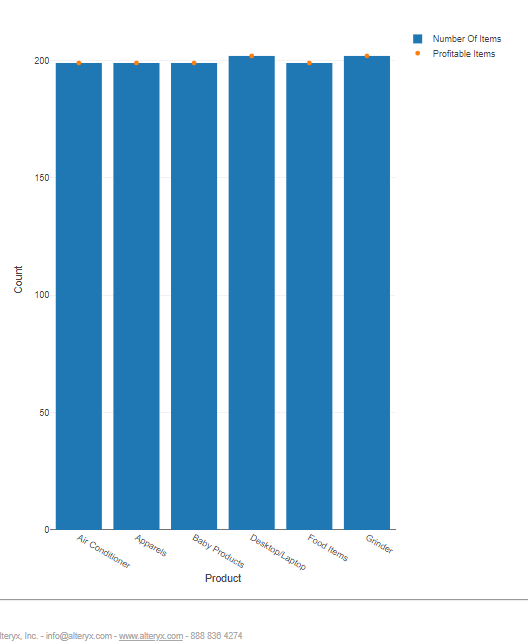 Number Of Items
Profitable Items
200
150
100
50
0
Count
Air Conditioner
Apparels
Baby Products
Desktop/Laptop
Food Items
Grinder
Product
lteryx, Inc. - info@alteryx.com - www.alteryx.com - 888 836 4274